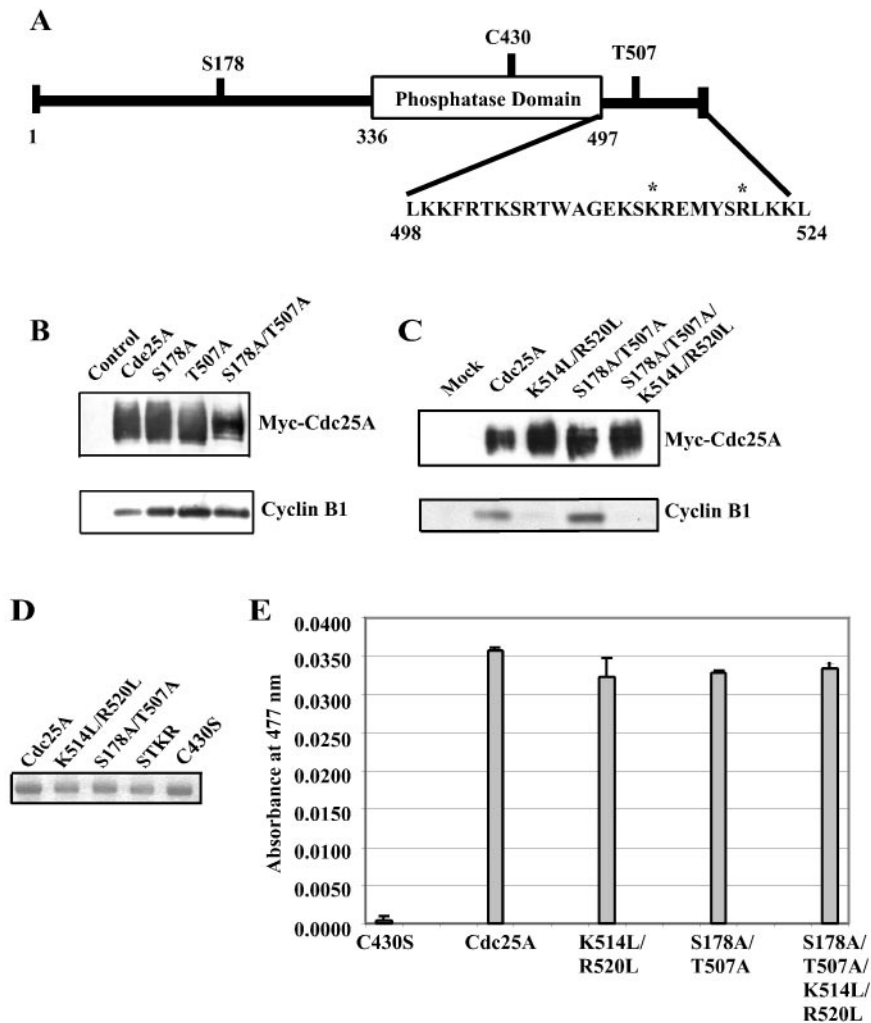 A
S178
C430
T507
Phosphatase Domain
1
336
497
* *
LKKFRTKSRTWAGEKSKREMYSRLKKL
498
524
B
Control
Cdc25A
S178A
T507A
S178A/T507A
Myc-Cdc25A
Cyclin B1
C
Mock
Cdc25A
K514L/R520L
S178A/T507A
S178A/T507A/
K514L/R520L
Myc-Cdc25A
Cyclin B1
D
Cdc25A
K514L/R520L
S178A/T507A
STKR
C430S
E
Absorbance at 477 nm
0.0400
0.0350
0.0300
0.0250
0.0200
0.0150
0.0100
0.0050
0.0000
C430S
Cdc25A
K514L/
R520L
S178A/
T507A
S178A/
T507A/
K514L/
R520L